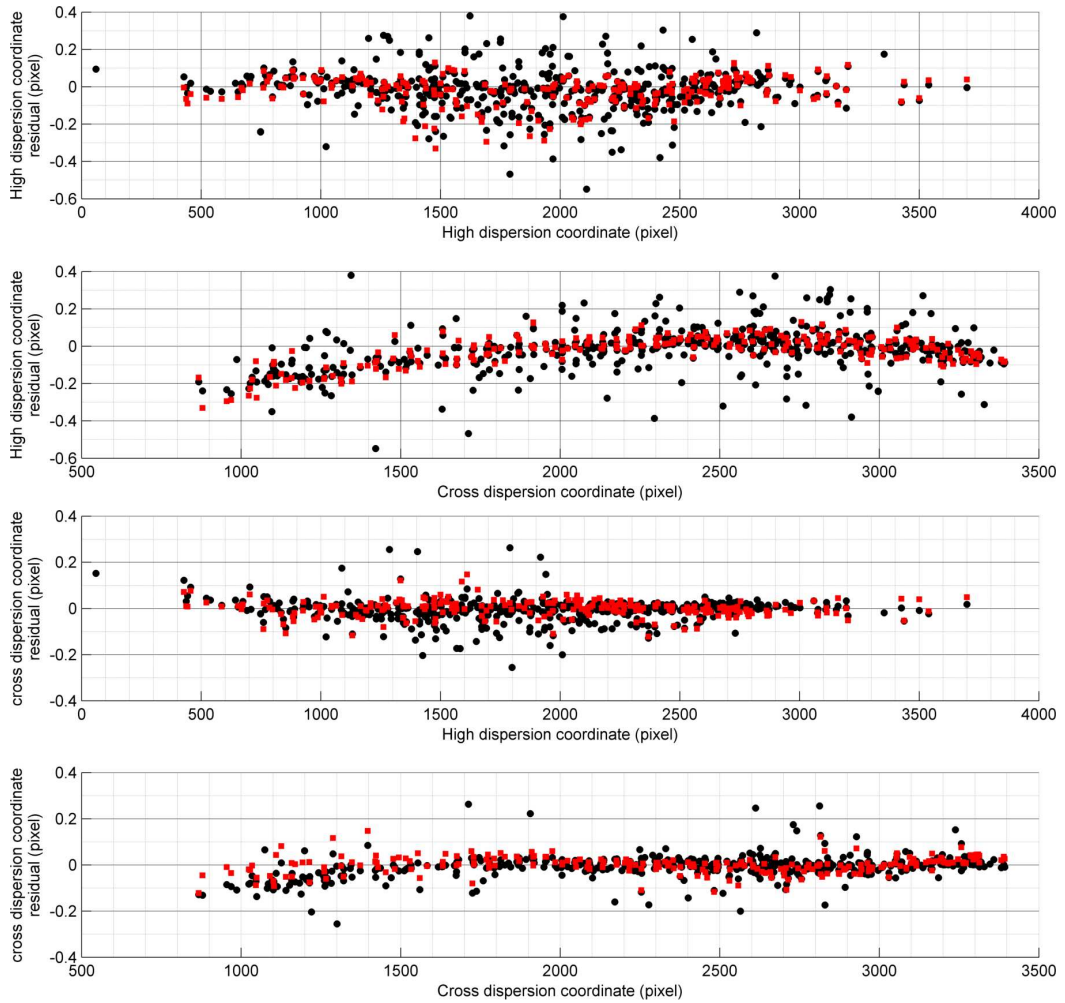 High dispersion coordinate
residual (pixel)
0.4
0.2
0
-0.2
-0.4
-0.6
0 500 1000 1500 2000 2500 3000 3500 4000
High dispersion coordinate (pixel)
High dispersion coordinate
residual (pixel)
0.4
0.2
0
-0.2
-0.4
-0.6
500 1000 1500 2000 2500 3000 3500
Cross dispersion coordinate (pixel)
cross dispersion coordinate
residual (pixel)
0.4
0.2
0
-0.2
-0.4
0 500 1000 1500 2000 2500 3000 3500 4000
High dispersion coordinate (pixel)
cross dispersion coordinate
residual (pixel)
0.4
0.2
0
-0.2
-0.4
500 1000 1500 2000 2500 3000 3500
Cross dispersion coordinate (pixel)